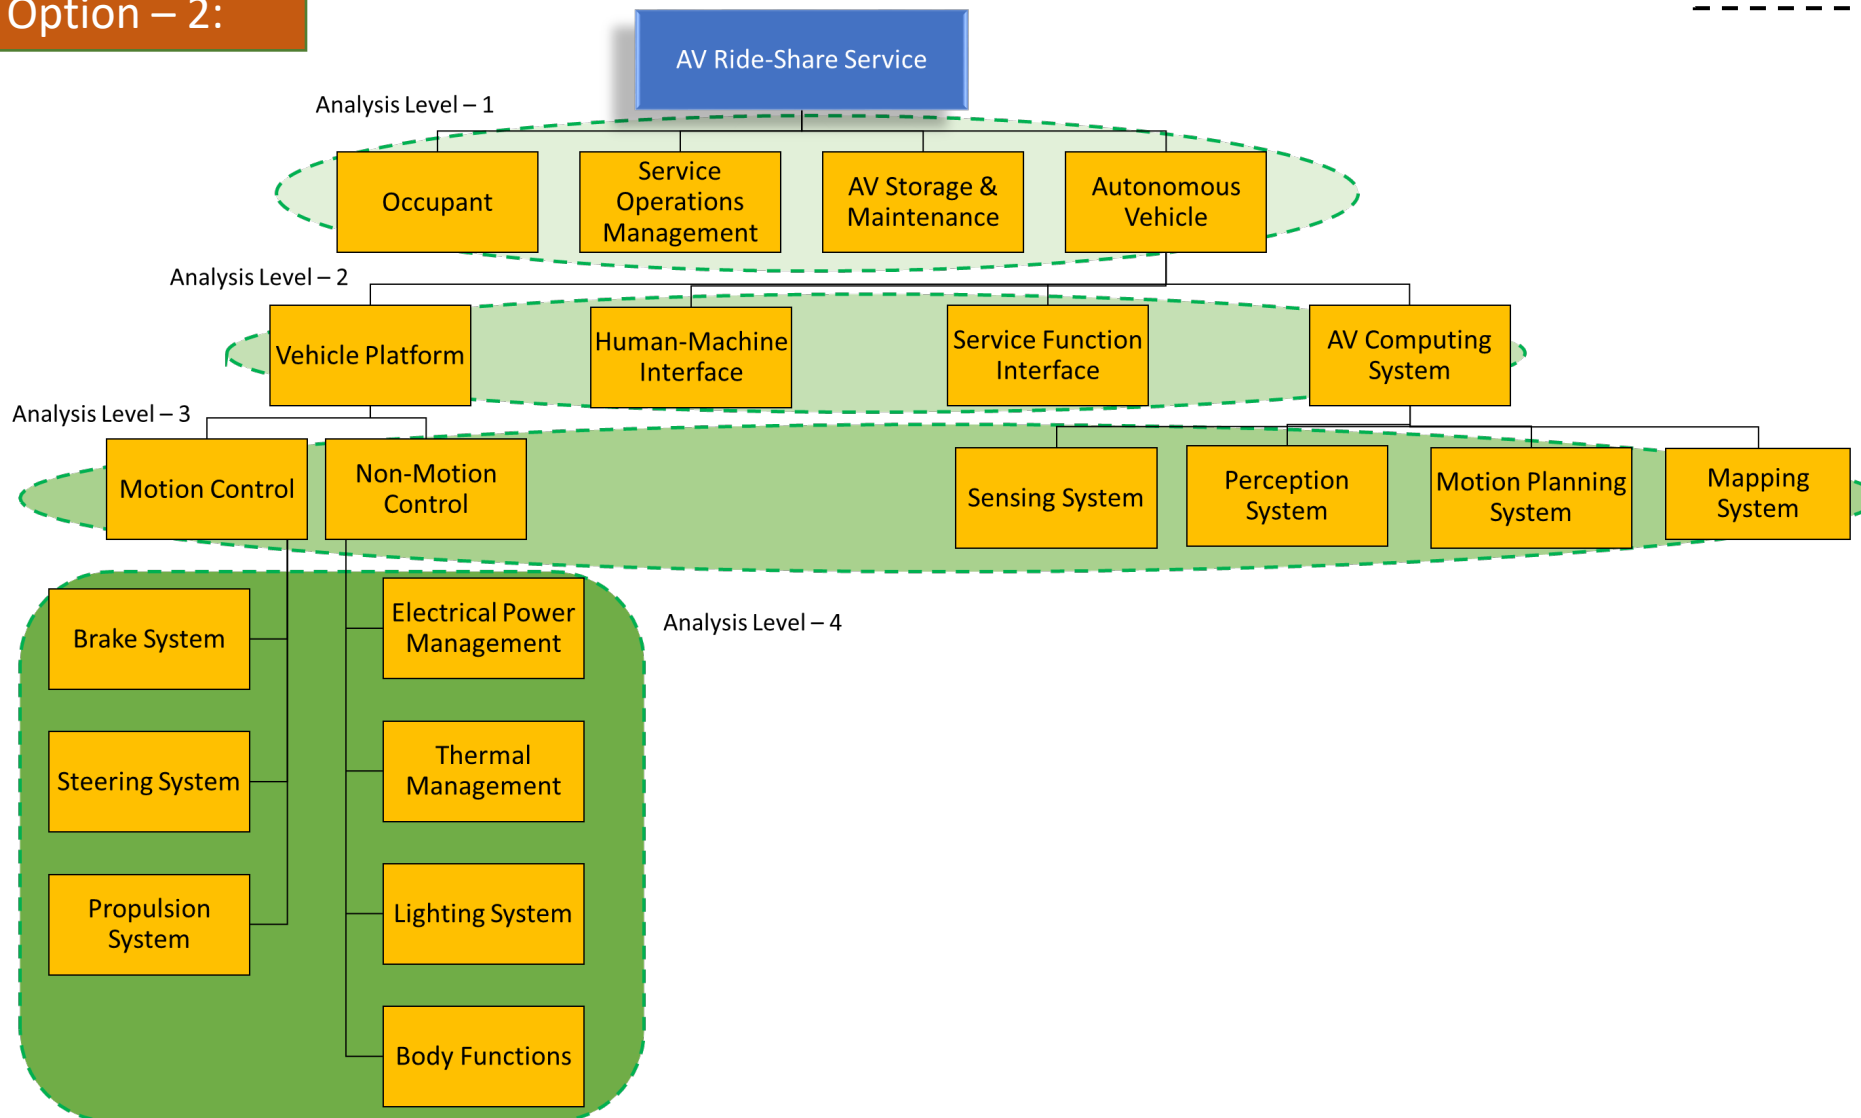 Option – 2:
AV Ride-Share Service
Analysis Level – 1
Occupant
Service
Operations
Management
AV Storage &
Maintenance
Autonomous
Vehicle
Analysis Level – 2
Vehicle Platform
Human-Machine
Interface
Service Function
Interface
AV Computing
System
Analysis Level – 3
Motion Control
Non-Motion
Control
Sensing System
Perception
System
Motion Planning
System
Mapping
System
Analysis Level – 4
Brake System
Steering System
Propulsion
System
Electrical Power
Management
Thermal
Management
Lighting System
Body Functions